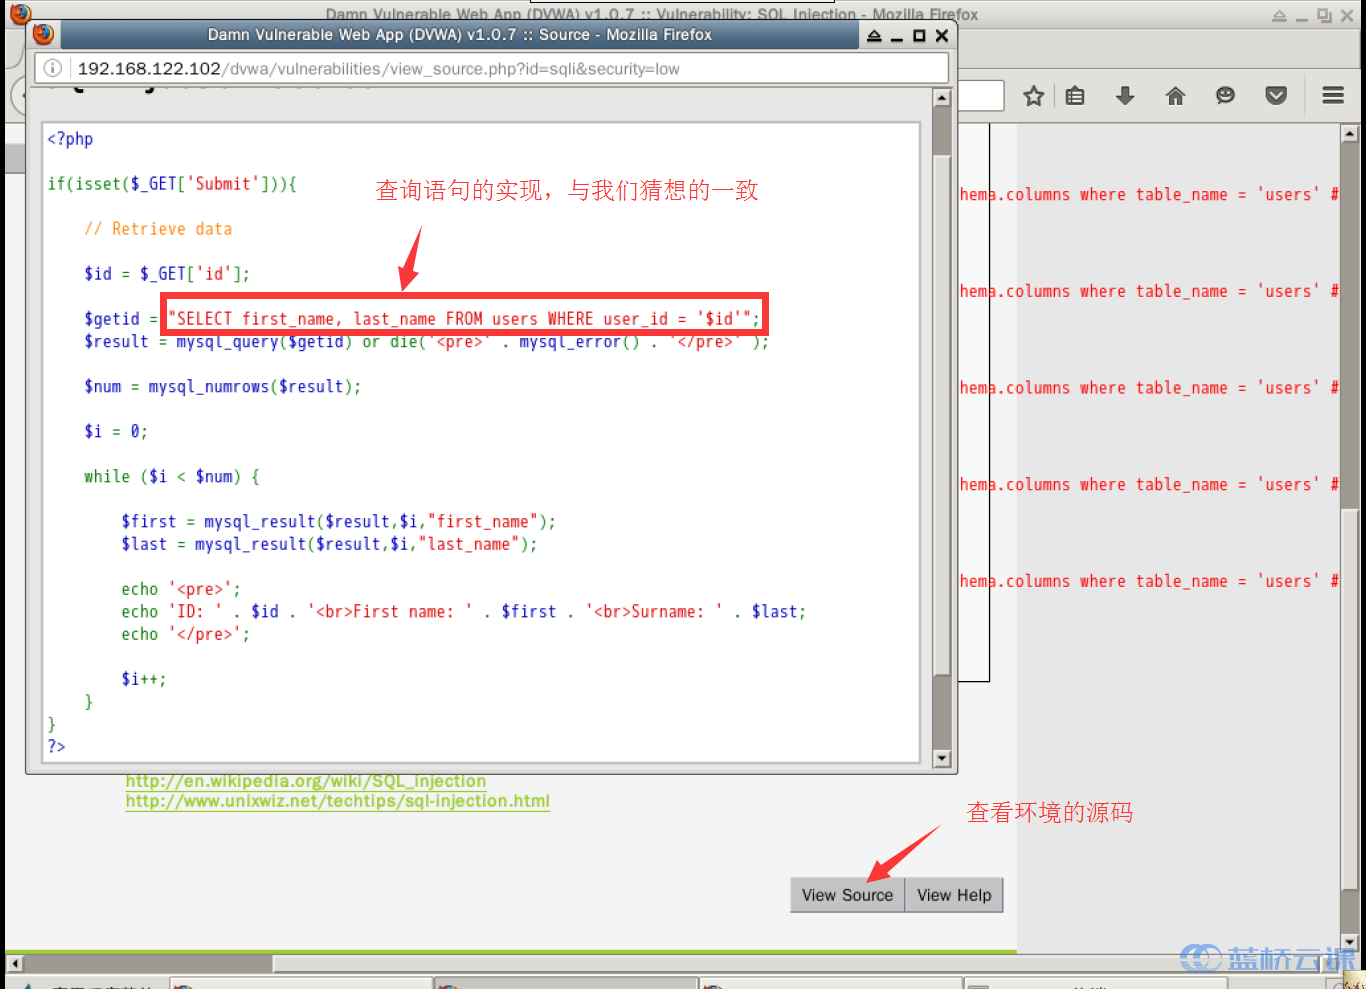 Damn Vulnerable Web App (DVWA) v1.0.7 :: Vulnerability: SQL Injection - Mozilla Firefox
Damn Vulnerable Web App (DVWA) v1.0.7 :: Source - Mozilla Firefox
192.168.122.102/dvwa/vulnerabilities/view_source.php?id=sqli&security=low
<?php
if(isset($_GET['Submit'])){
查询语句的实现，与我们猜想的一致
// Retrieve data
$id = $_GET['id'];
$getid = "SELECT first_name, last_name FROM users WHERE user_id = '$id'";
$result = mysql_query($getid) or die('<pre>' . mysql_error() . '</pre>' );
$num = mysql_numrows($result);
$i = 0;
while ($i < $num) {
$first = mysql_result($result,$i,"first_name");
$last = mysql_result($result,$i,"last_name");
echo '<pre>';
echo 'ID: ' . $id . '<br>First name: ' . $first . '<br>Surname: ' . $last;
echo '</pre>';
$i++;
}
}
?>
hema.columns where table_name = 'users' #
hema.columns where table_name = 'users' #
hema.columns where table_name = 'users' #
hema.columns where table_name = 'users' #
hema.columns where table_name = 'users' #
http://en.wikipedia.org/wiki/SQL_injection
http://www.unixwiz.net/techtips/sql-injection.html
查看环境的源码
View Source
View Help
蓝桥云课